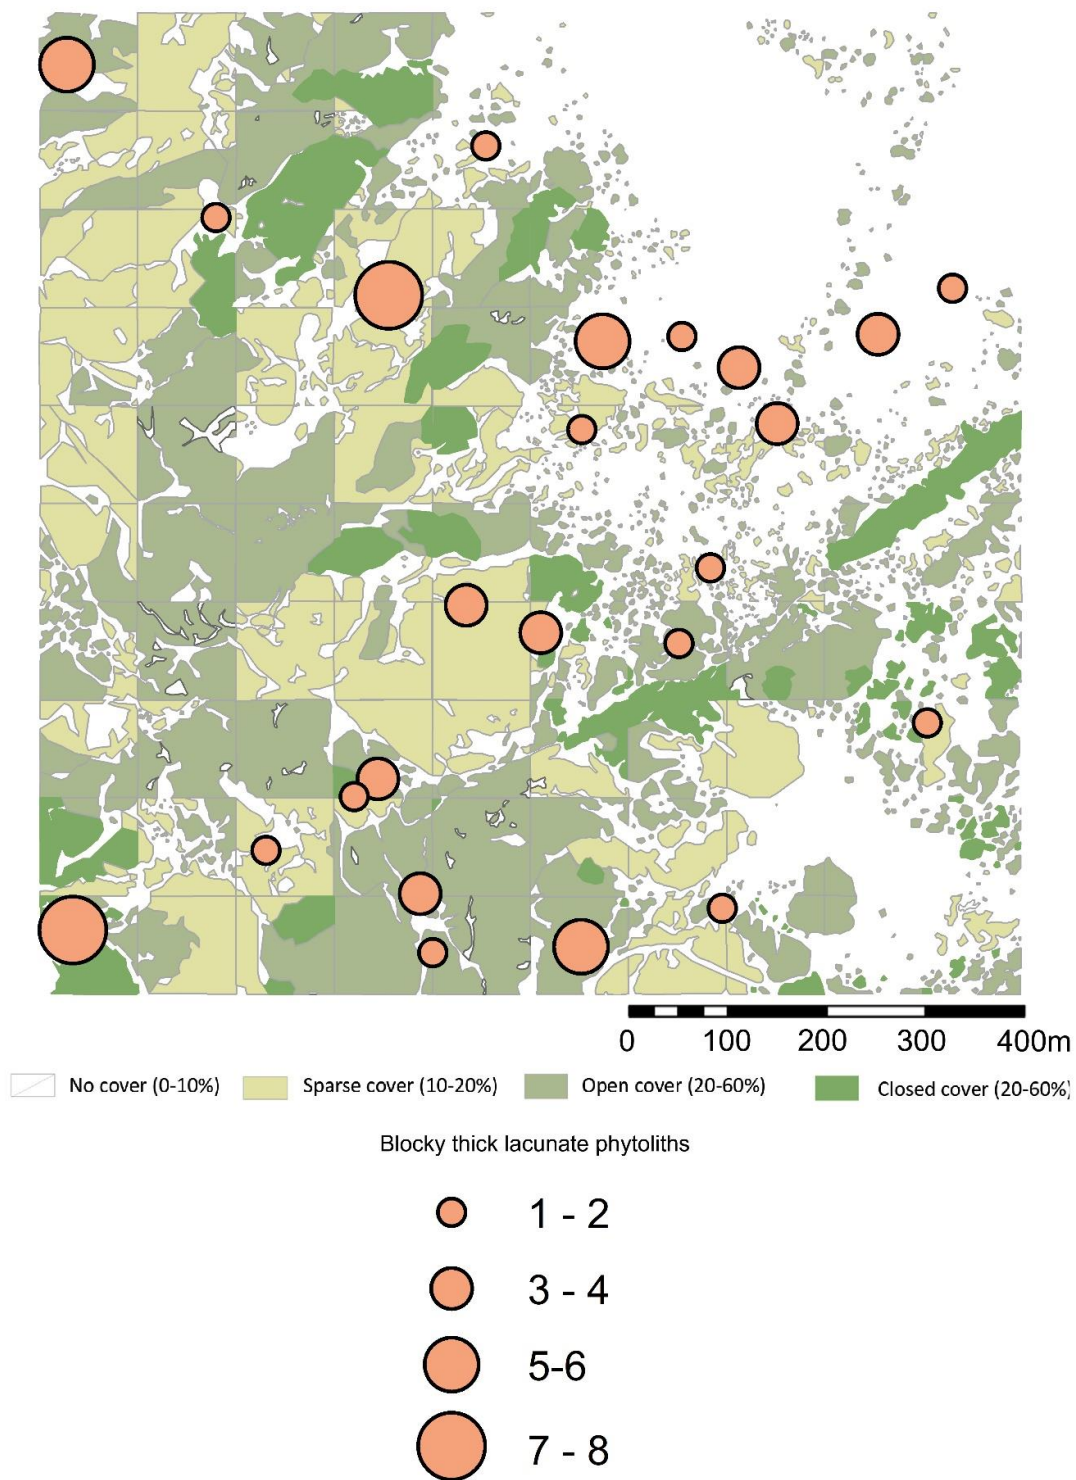 0 100 200 300 400m
No cover (0-10%) Sparse cover (10-20%) Open cover (20-60%) Closed cover (20-60%)
Blocky thick lacunate phytoliths
1 - 2
3 - 4
5-6
7 - 8